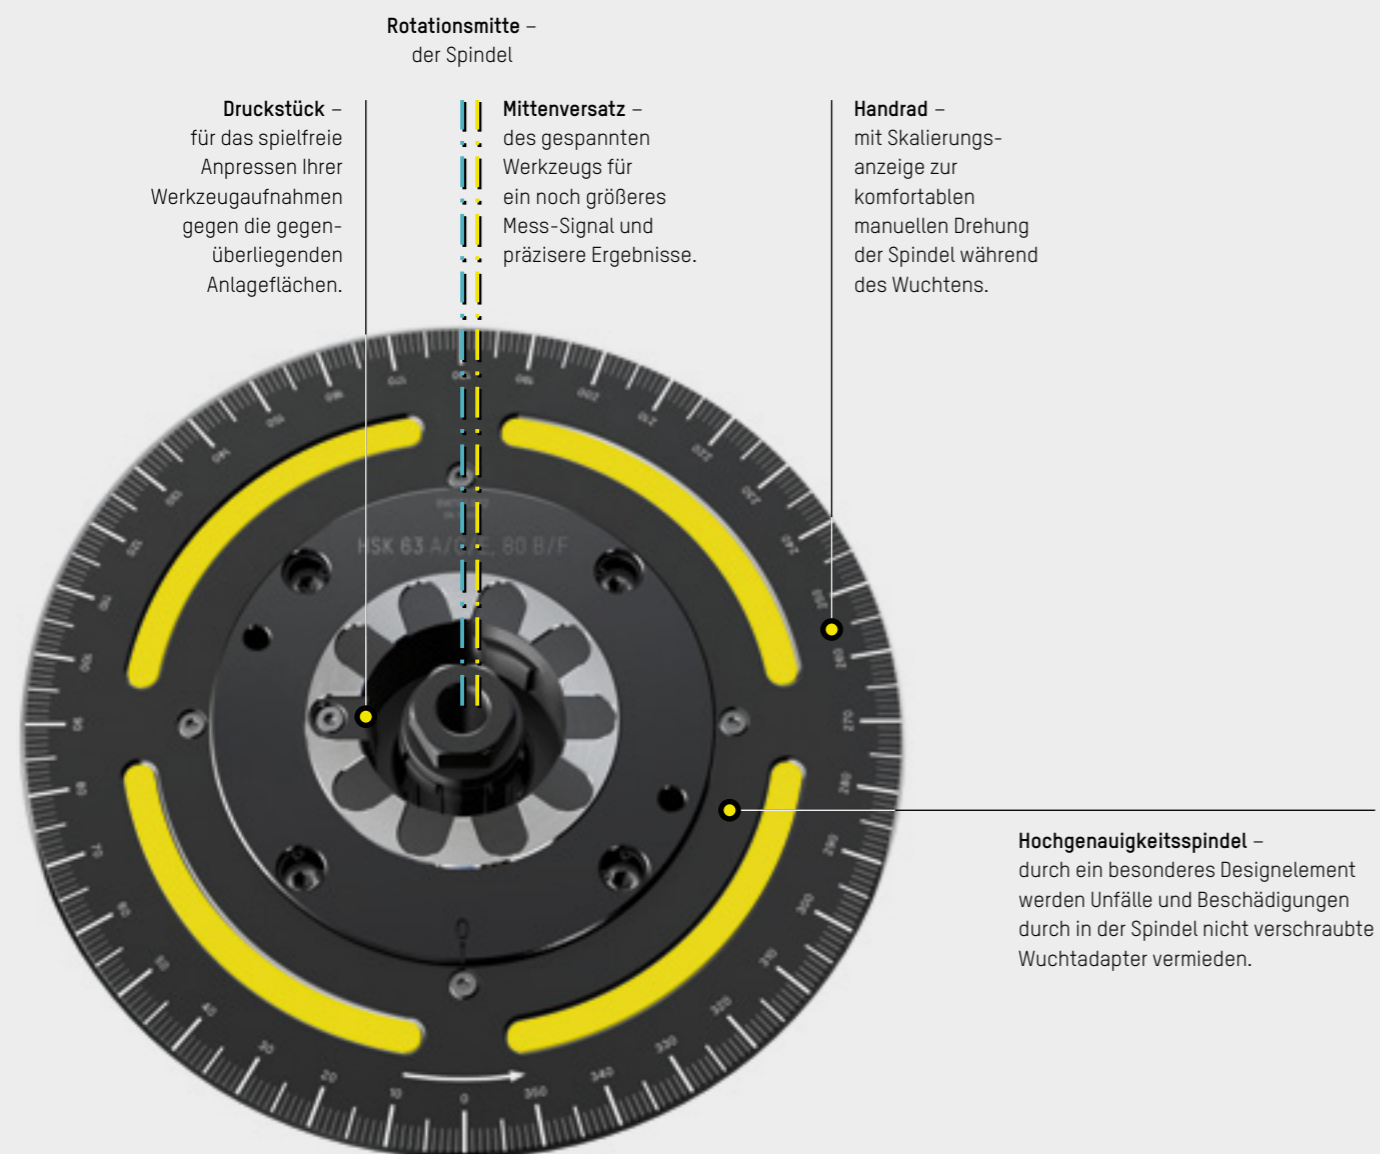 Rotationsmitte –
der Spindel
Druckstück –
für das spielfreie
Anpressen Ihrer
Werkzeugaufnahmen
gegen die gegen-
überliegenden
Anlageflächen.
Mittenversatz –
des gespannten
Werkzeugs für
ein noch größeres
Mess-Signal und
präzisere Ergebnisse.
Handrad –
mit Skalierungs-
anzeige zur
komfortablen
manuellen Drehung
der Spindel während
des Wuchtens.
HSK 63 A/C/E, 80 B/F
Hochgenauigkeitsspindel –
durch ein besonderes Designelement
werden Unfälle und Beschädigungen
durch in der Spindel nicht verschraubte
Wuchtadapter vermieden.
0
0
10
20
30
40
50
60
70
80
90
100
110
120
130
140
150
160
170
180
190
200
210
220
230
240
250
260
270
280
290
300
310
320
330
340
350